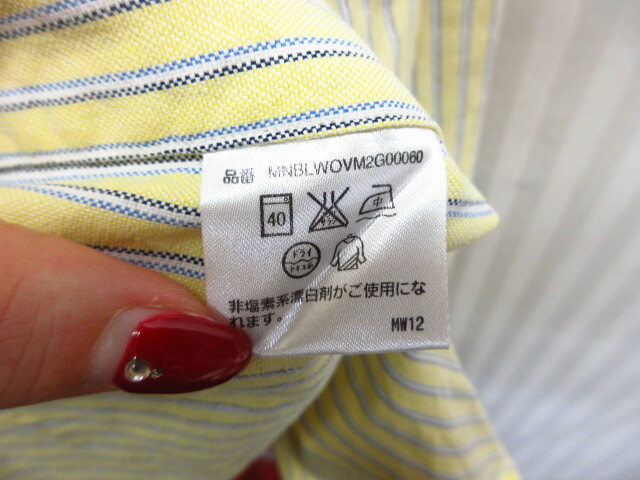 品番 MNBLWOVM2G00060
40 中
ドライ
非塩素系漂白剤がご使用にな
れます。 MW12